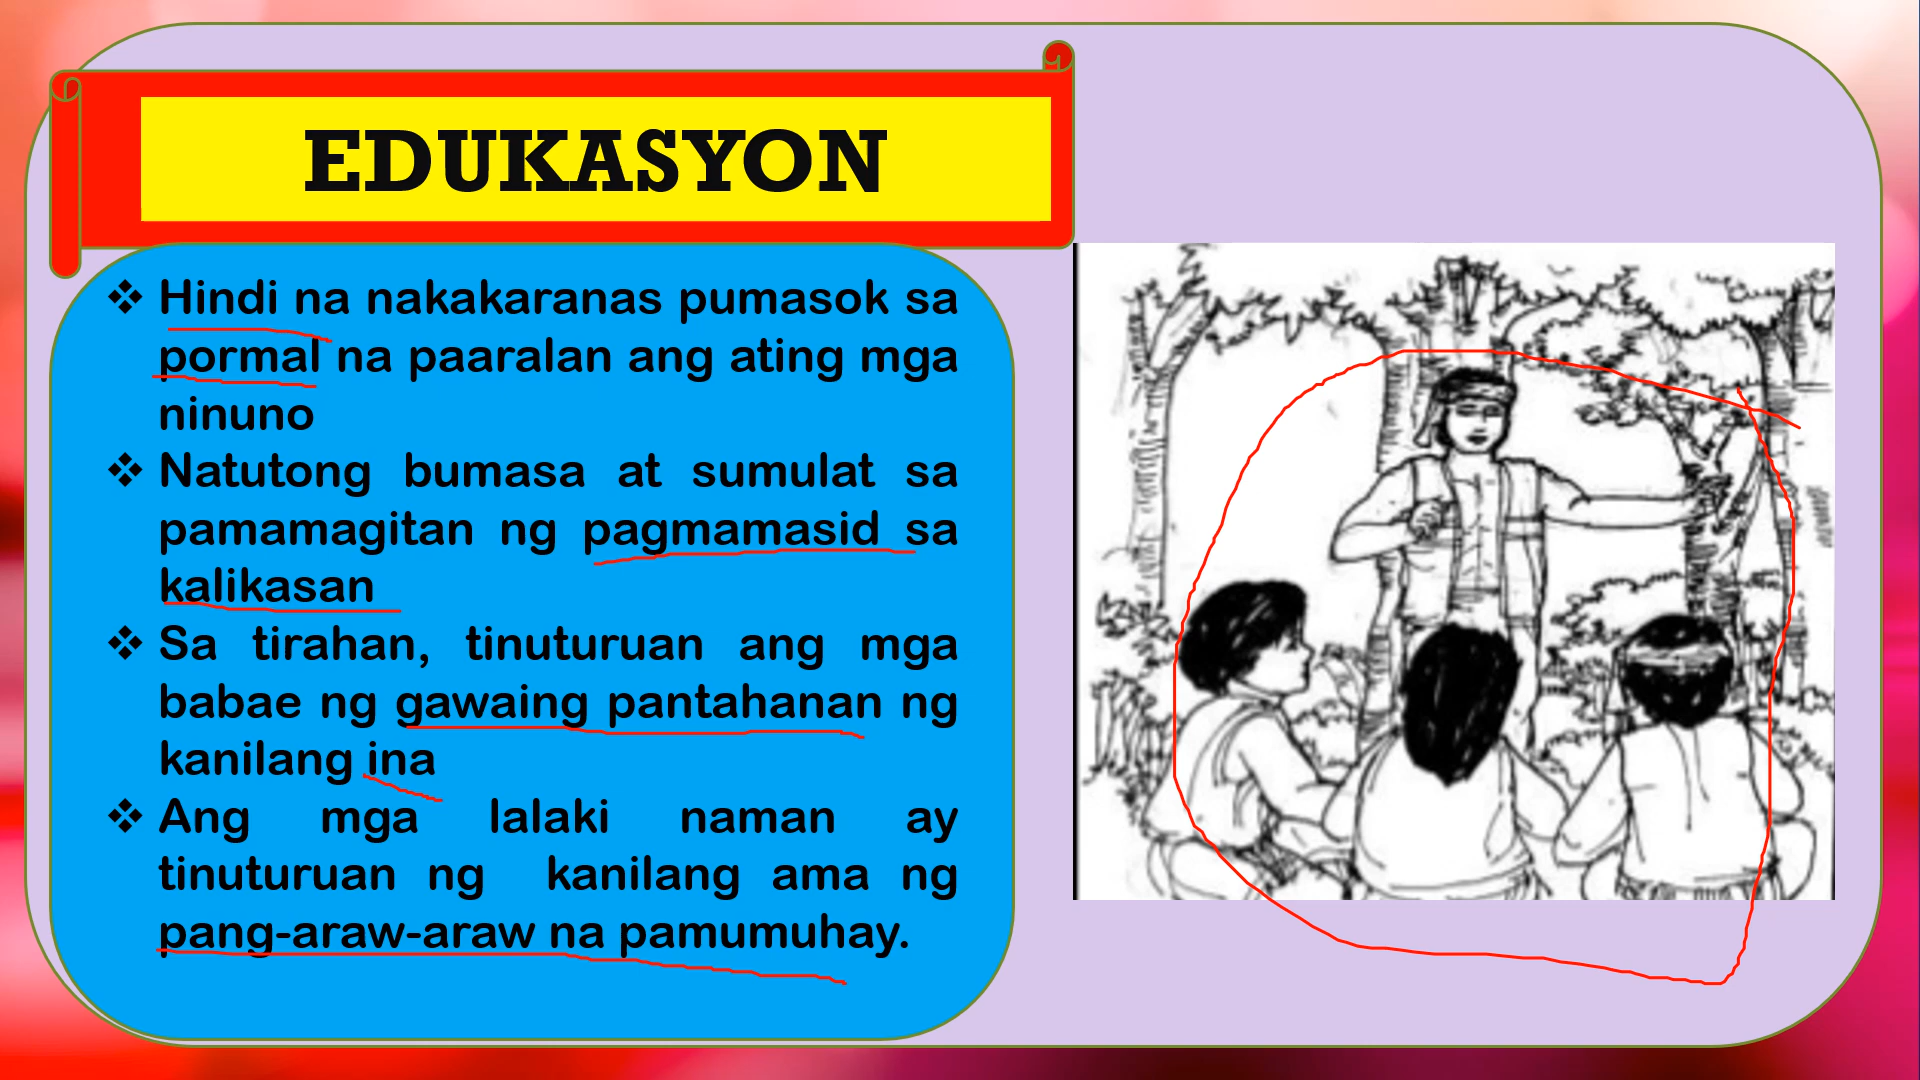 EDUKASYON
❖ Hindi na nakakaranas pumasok sa
pormal na paaralan ang ating mga
ninuno
❖ Natutong bumasa at sumulat sa
pamamagitan ng pagmamasid sa
kalikasan
❖ Sa tirahan, tinuturuan ang mga
babae ng gawaing pantahanan ng
kanilang ina
❖ Ang mga lalaki naman ay
tinuturuan ng kanilang ama ng
pang-araw-araw na pamumuhay.